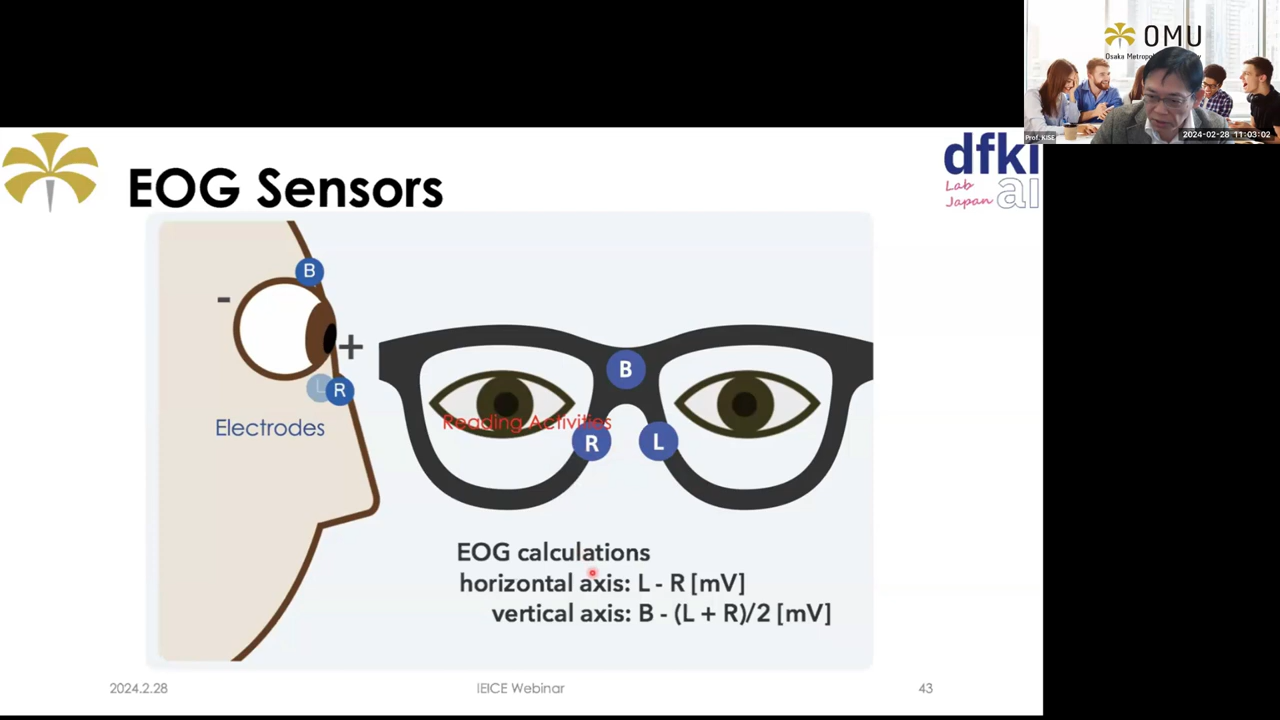 OMU
Osaka Metropol
Prof. KISE
2024-02-28 11:03:02
dfki
Lab
Japan
ai
EOG Sensors
B
-
+
L
R
Electrodes
B
Reading Activities
R
L
EOG calculations
horizontal axis: L - R [mV]
vertical axis: B - (L + R)/2 [mV]
2024.2.28
IEICE Webinar
43